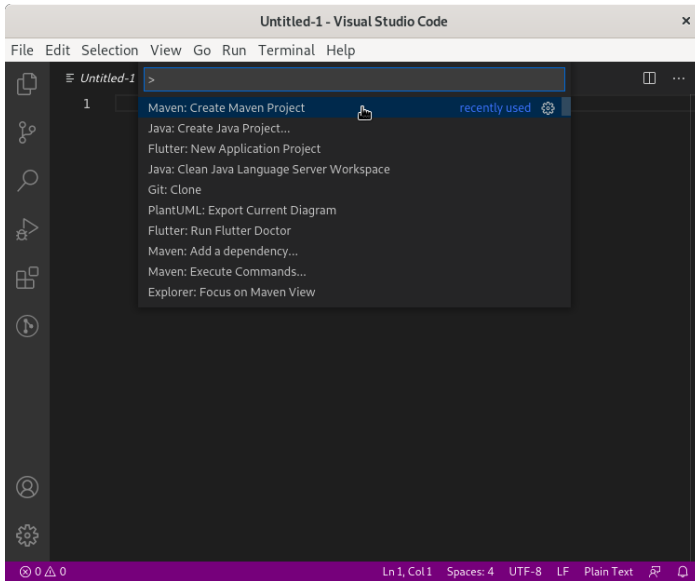 Untitled-1 - Visual Studio Code
File Edit Selection View Go Run Terminal Help
Untitled-1
>
1
Maven: Create Maven Project recently used
Java: Create Java Project...
Flutter: New Application Project
Java: Clean Java Language Server Workspace
Git: Clone
PlantUML: Export Current Diagram
Flutter: Run Flutter Doctor
Maven: Add a dependency...
Maven: Execute Commands...
Explorer: Focus on Maven View
0 0 Ln 1, Col 1 Spaces: 4 UTF-8 LF Plain Text